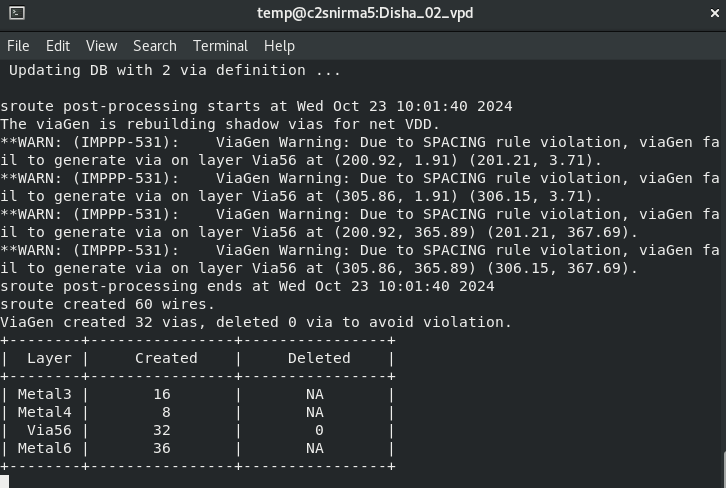 temp@c2snirma5:Disha_02_vpd
File Edit View Search Terminal Help
Updating DB with 2 via definition ...
sroute post-processing starts at Wed Oct 23 10:01:40 2024
The viaGen is rebuilding shadow vias for net VDD.
**WARN: (IMPPP-531):    ViaGen Warning: Due to SPACING rule violation, viaGen fa
il to generate via on layer Via56 at (200.92, 1.91) (201.21, 3.71).
**WARN: (IMPPP-531):    ViaGen Warning: Due to SPACING rule violation, viaGen fa
il to generate via on layer Via56 at (305.86, 1.91) (306.15, 3.71).
**WARN: (IMPPP-531):    ViaGen Warning: Due to SPACING rule violation, viaGen fa
il to generate via on layer Via56 at (200.92, 365.89) (201.21, 367.69).
**WARN: (IMPPP-531):    ViaGen Warning: Due to SPACING rule violation, viaGen fa
il to generate via on layer Via56 at (305.86, 365.89) (306.15, 367.69).
sroute post-processing ends at Wed Oct 23 10:01:40 2024
sroute created 60 wires.
ViaGen created 32 vias, deleted 0 via to avoid violation.
+--------+----------------+----------------+
|  Layer |     Created    |     Deleted    |
+--------+----------------+----------------+
| Metal3 |       16       |       NA       |
| Metal4 |        8       |       NA       |
|  Via56 |       32       |        0       |
| Metal6 |       36       |       NA       |
+--------+----------------+----------------+